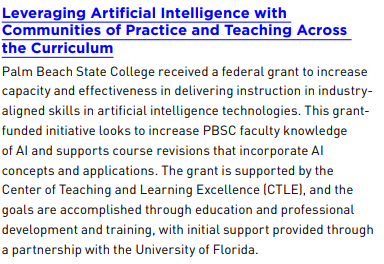 Leveraging Artificial Intelligence with
Communities of Practice and Teaching Across
the Curriculum
Palm Beach State College received a federal grant to increase
capacity and effectiveness in delivering instruction in industry-
aligned skills in artificial intelligence technologies. This grant-
funded initiative looks to increase PBSC faculty knowledge
of AI and supports course revisions that incorporate AI
concepts and applications. The grant is supported by the
Center of Teaching and Learning Excellence (CTLE), and the
goals are accomplished through education and professional
development and training, with initial support provided through
a partnership with the University of Florida.